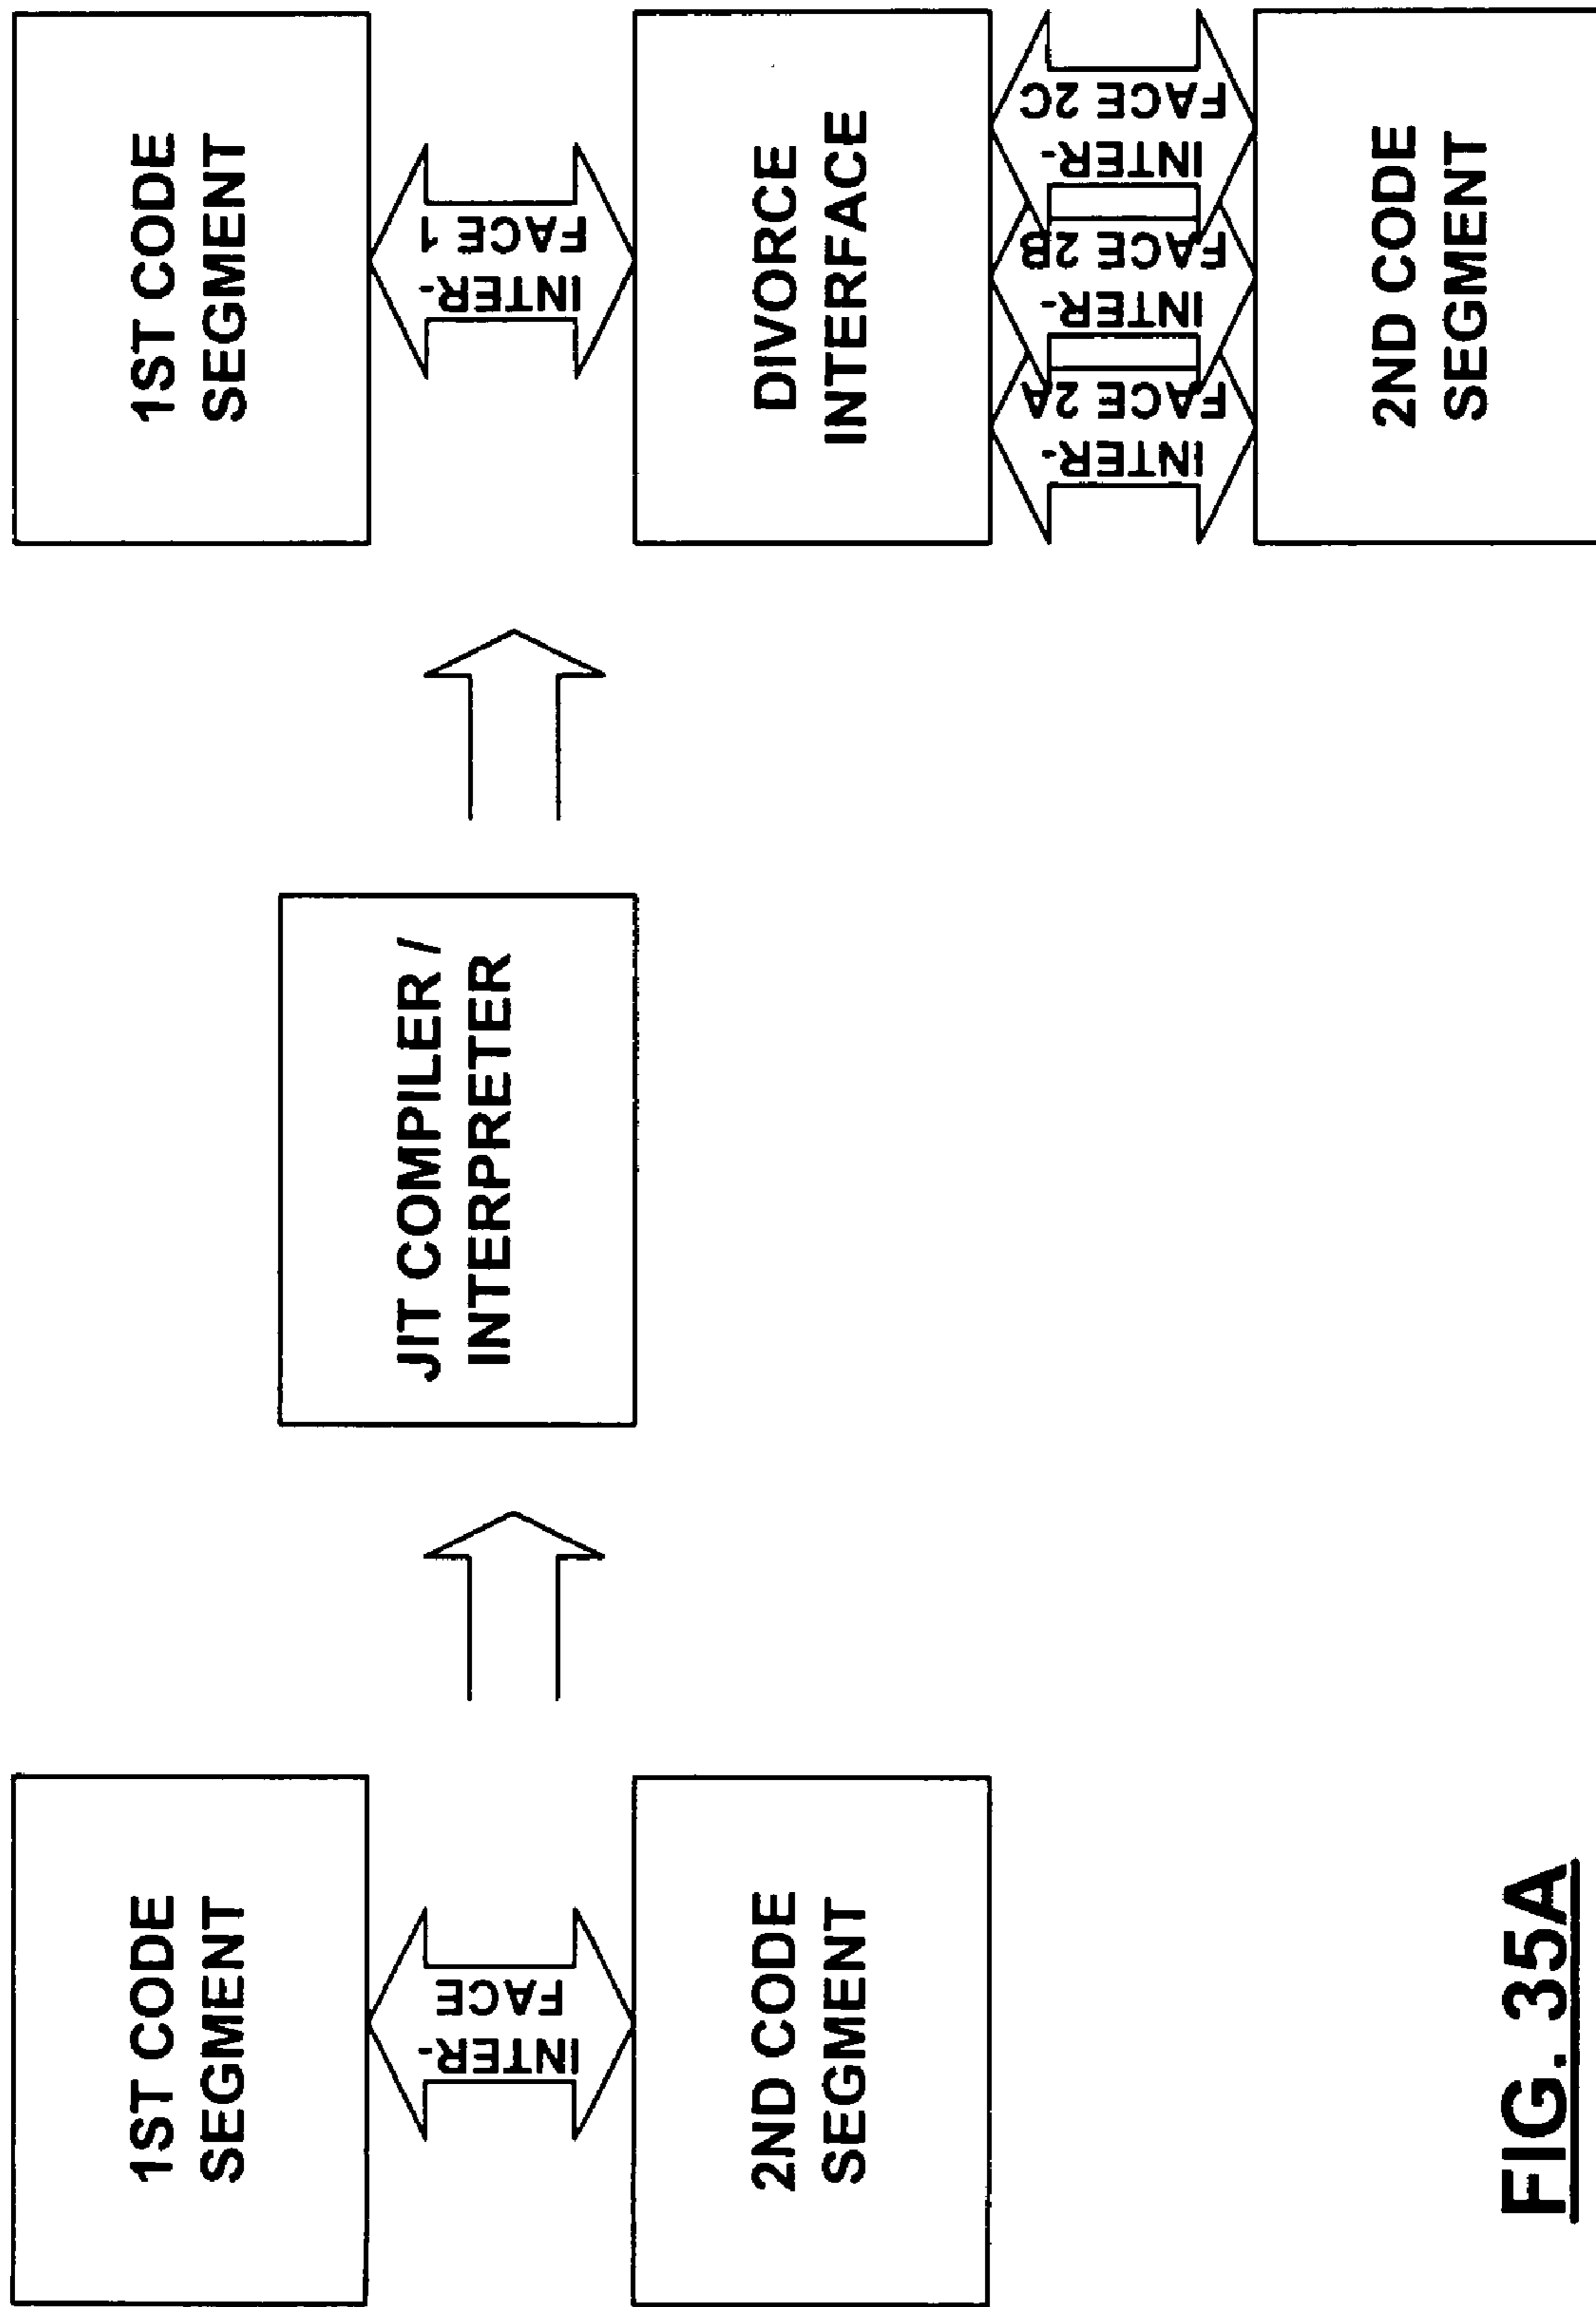 1ST CODE
SEGMENT
INTER-
FACE
2ND CODE
SEGMENT
JIT COMPILER /
INTERPRETER
1ST CODE
SEGMENT
INTER-
FACE 1
DIVORCE
INTERFACE
INTER-
FACE 2A
INTER-
FACE 2B
INTER-
FACE 2C
2ND CODE
SEGMENT
FIG. 35A